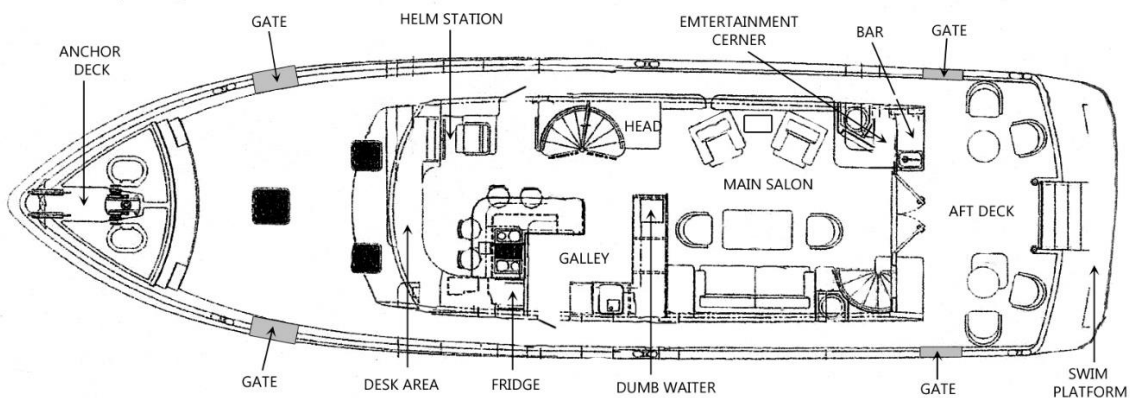 HELM STATION
EMTERTAINMENT
CERNER
GATE
BAR
GATE
ANCHOR
DECK
HEAD
MAIN SALON
AFT DECK
GALLEY
GATE
DESK AREA
FRIDGE
DUMB WAITER
GATE
SWIM
PLATFORM